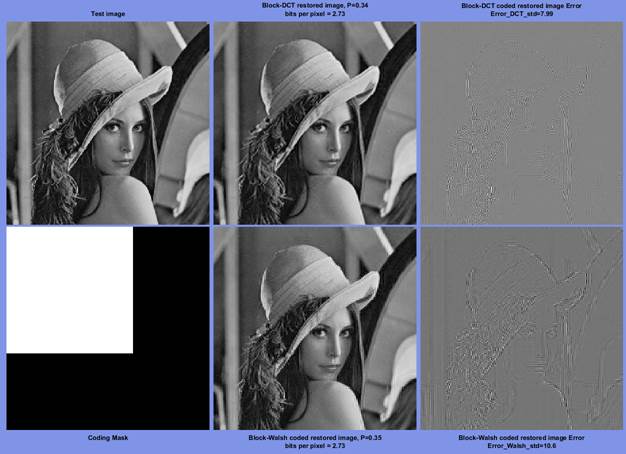 Test image
Block-DCT restored image, P=0.34
bits per pixel = 2.73
Block-DCT coded restored image Error
Error_DCT_std=7.99
Coding Mask
Block-Walsh coded restored image, P=0.35
bits per pixel = 2.73
Block-Walsh coded restored image Error
Error_Walsh_std=10.6